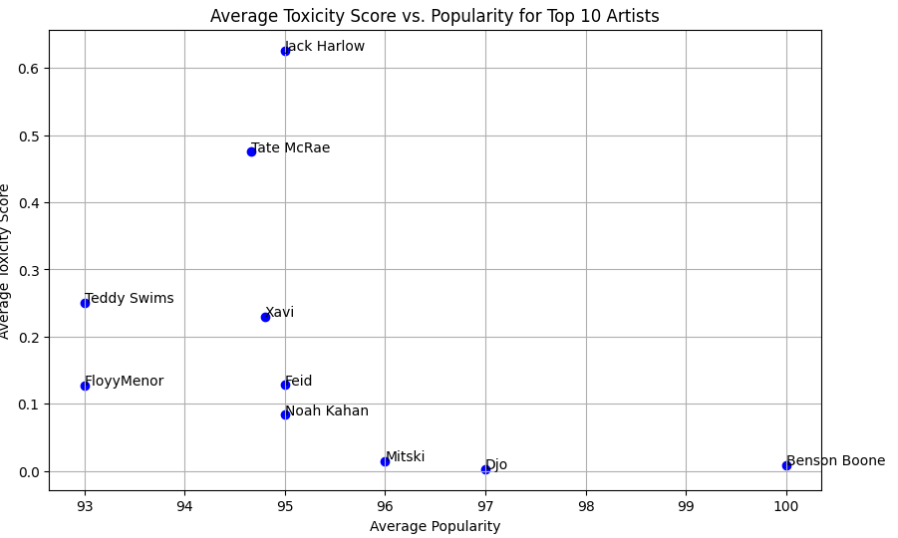 Average Toxicity Score vs. Popularity for Top 10 Artists
Average Toxicity Score
0.6
0.5
0.4
0.3
0.2
0.1
0.0
Jack Harlow
Tate McRae
Teddy Swims
Xavi
FloyyMenor
Feid
Noah Kahan
Mitski
Djo
Benson Boone
93 94 95 96 97 98 99 100
Average Popularity